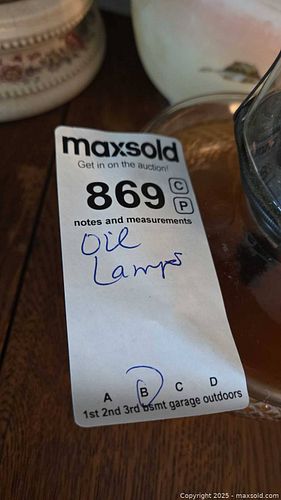 maxsold
Get in on the auction!
869 C
P
notes and measurements
Oil
Lamps
A B C D
1st 2nd 3rd bsmt garage outdoors
Copyright © 2025 - maxsold.com